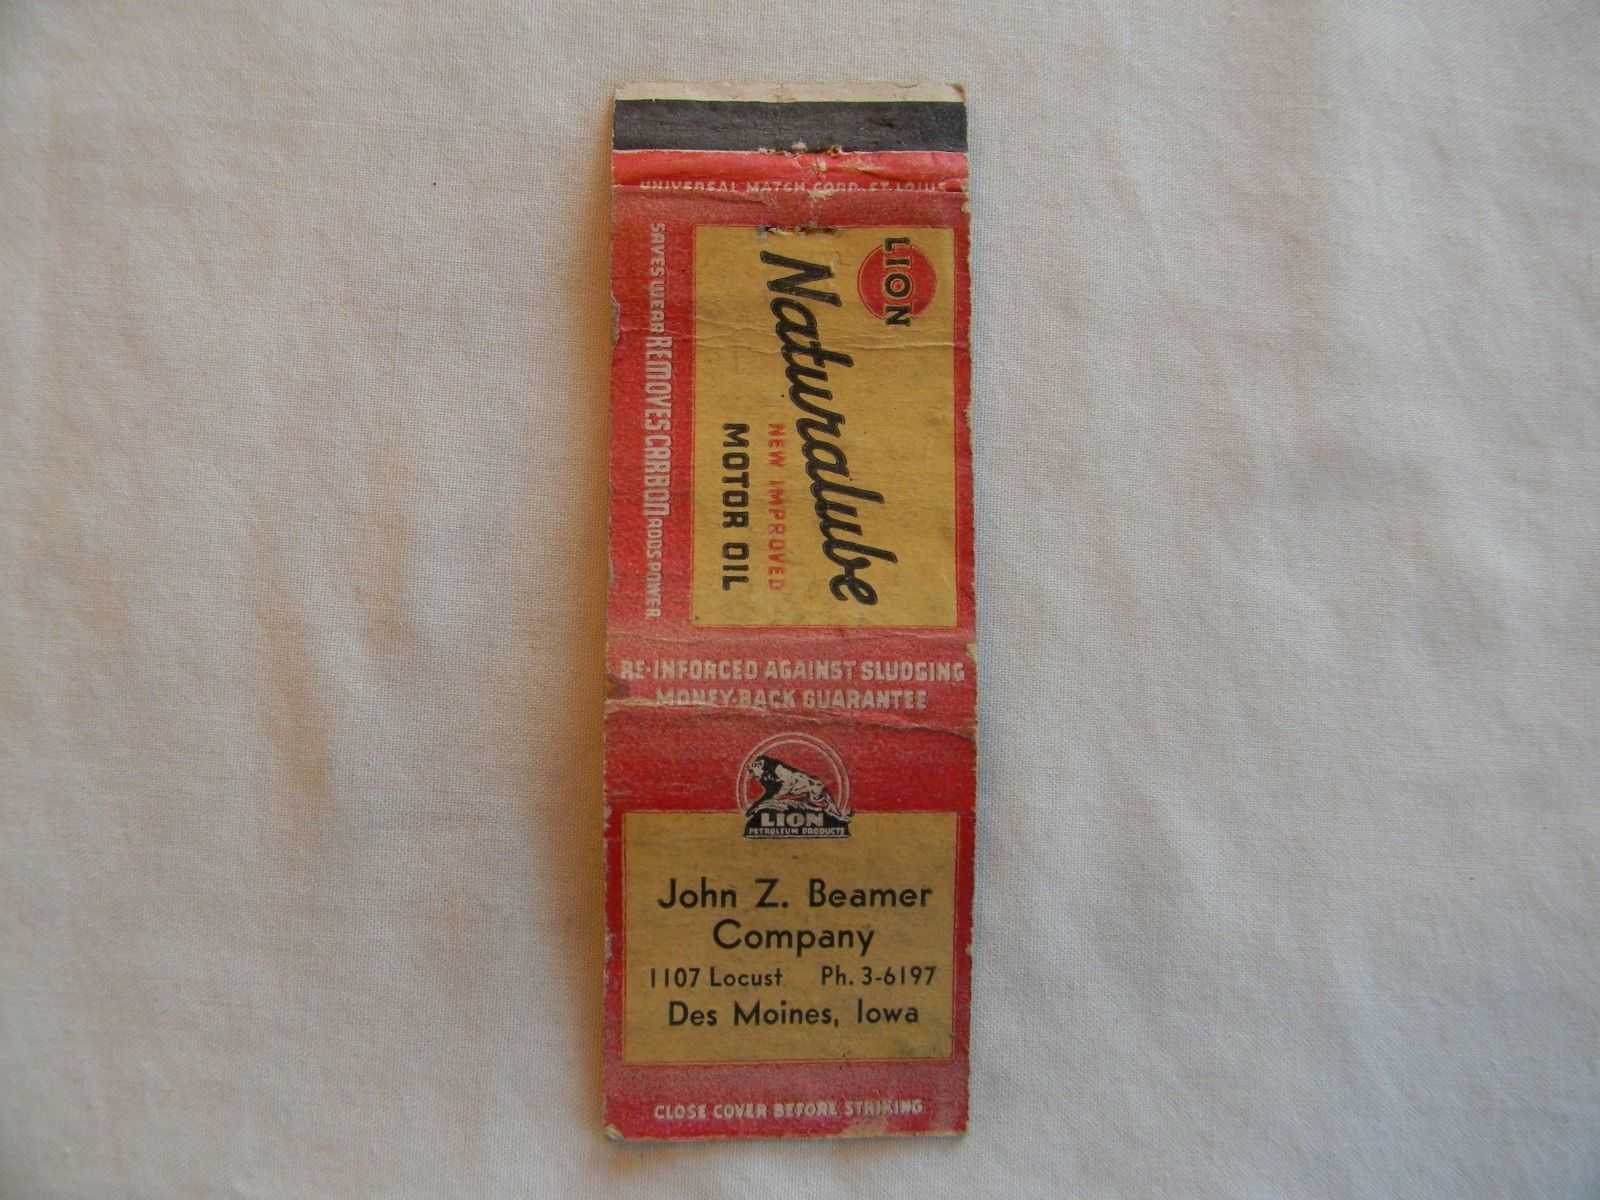 UNIVERSAL MATCH CORP. ST. LOUIS
LION
Naturalube
NEW IMPROVED
MOTOR OIL
SAVES WEAR REMOVES CARBON ADDS POWER
RE-INFORCED AGAINST SLUDGING
MONEY-BACK GUARANTEE
LION
PETROLEUM PRODUCTS
John Z. Beamer
Company
1107 Locust Ph. 3-6197
Des Moines, Iowa
CLOSE COVER BEFORE STRIKING